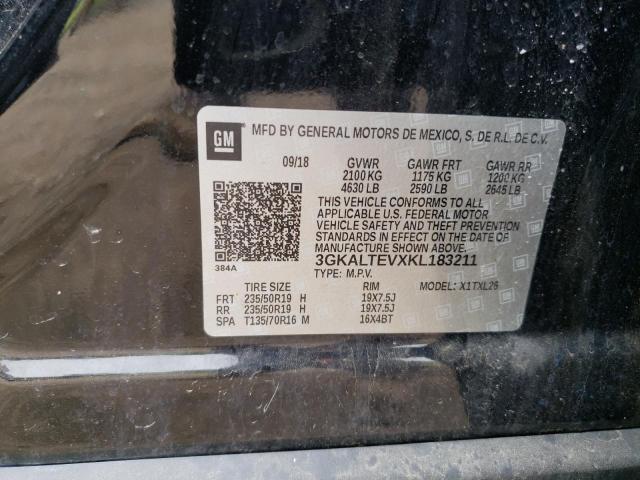 GM
MFD BY GENERAL MOTORS DE MEXICO, S. DE R.L. DE C.V.
09/18 GVWR GAWR FRT GAWR RR
2100 KG 1175 KG 1200 KG
4630 LB 2590 LB 2645 LB
THIS VEHICLE CONFORMS TO ALL
APPLICABLE U.S. FEDERAL MOTOR
VEHICLE SAFETY AND THEFT PREVENTION
STANDARDS IN EFFECT ON THE DATE OF
MANUFACTURE SHOWN ABOVE.
3GKALTEVXKL183211
384A
TYPE: M.P.V. MODEL: X1TXL26
TIRE SIZE RIM
FRT 235/50R19 H 19X7.5J
RR 235/50R19 H 19X7.5J
SPA T135/70R16 M 16X4BT